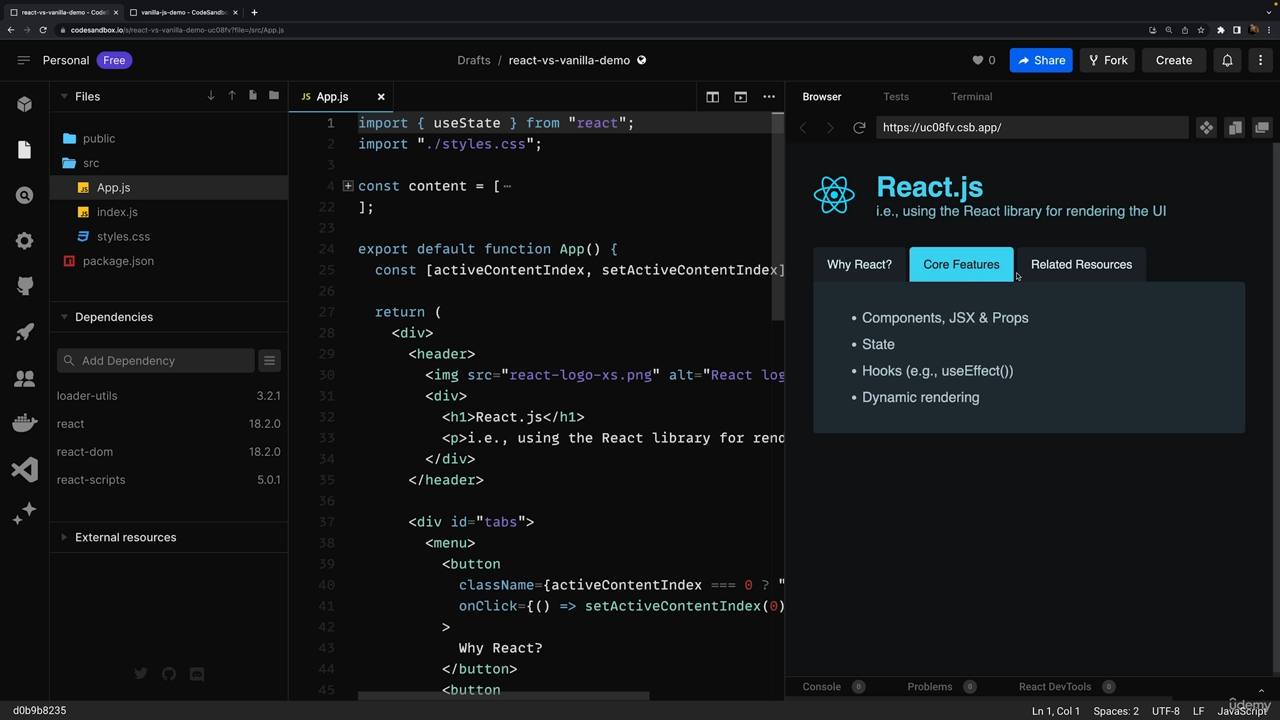 react-vs-vanilla-demo - CodeS
vanilla-js-demo - CodeSandbo
codesandbox.io/s/react-vs-vanilla-demo-uc08fv?file=/src/App.js
Personal Free
Drafts / react-vs-vanilla-demo
0 Share Fork Create
Files
public
src
App.js
index.js
styles.css
package.json
Dependencies
Add Dependency
loader-utils 3.2.1
react 18.2.0
react-dom 18.2.0
react-scripts 5.0.1
External resources
d0b9b8235
JS App.js
1 import { useState } from "react";
2 import "./styles.css";
3
4 const content = [ ⋯
22 ];
23
24 export default function App() {
25 const [activeContentIndex, setActiveContentIndex]
26
27 return (
28 <div>
29 <header>
30 <img src="react-logo-xs.png" alt="React log
31 <div>
32 <h1>React.js</h1>
33 <p>i.e., using the React library for rend
34 </div>
35 </header>
36
37 <div id="tabs">
38 <menu>
39 <button
40 className={activeContentIndex === 0 ? "
41 onClick={() => setActiveContentIndex(0)
42 >
43 Why React?
44 </button>
45 <button
Browser Tests Terminal
https://uc08fv.csb.app/
React.js
i.e., using the React library for rendering the UI
Why React? Core Features Related Resources
• Components, JSX & Props
• State
• Hooks (e.g., useEffect())
• Dynamic rendering
Console 0 Problems 0 React DevTools 0
Ln 1, Col 1 Spaces: 2 UTF-8 LF JavaScript
udemy